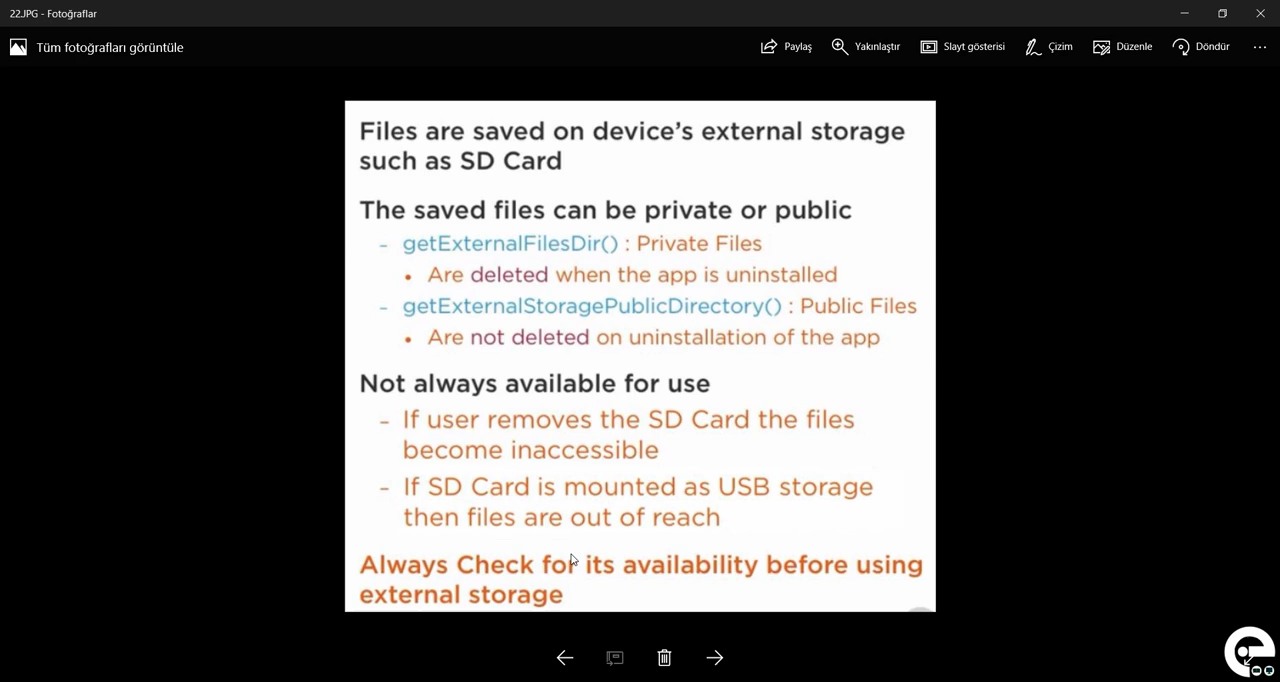 22.JPG - Fotoğraflar
Tüm fotoğrafları görüntüle
Paylaş
Yakınlaştır
Slayt gösterisi
Çizim
Düzenle
Döndür
Files are saved on device's external storage
such as SD Card
The saved files can be private or public
- getExternalFilesDir() : Private Files
• Are deleted when the app is uninstalled
- getExternalStoragePublicDirectory() : Public Files
• Are not deleted on uninstallation of the app
Not always available for use
- If user removes the SD Card the files
become inaccessible
- If SD Card is mounted as USB storage
then files are out of reach
Always Check for its availability before using
external storage